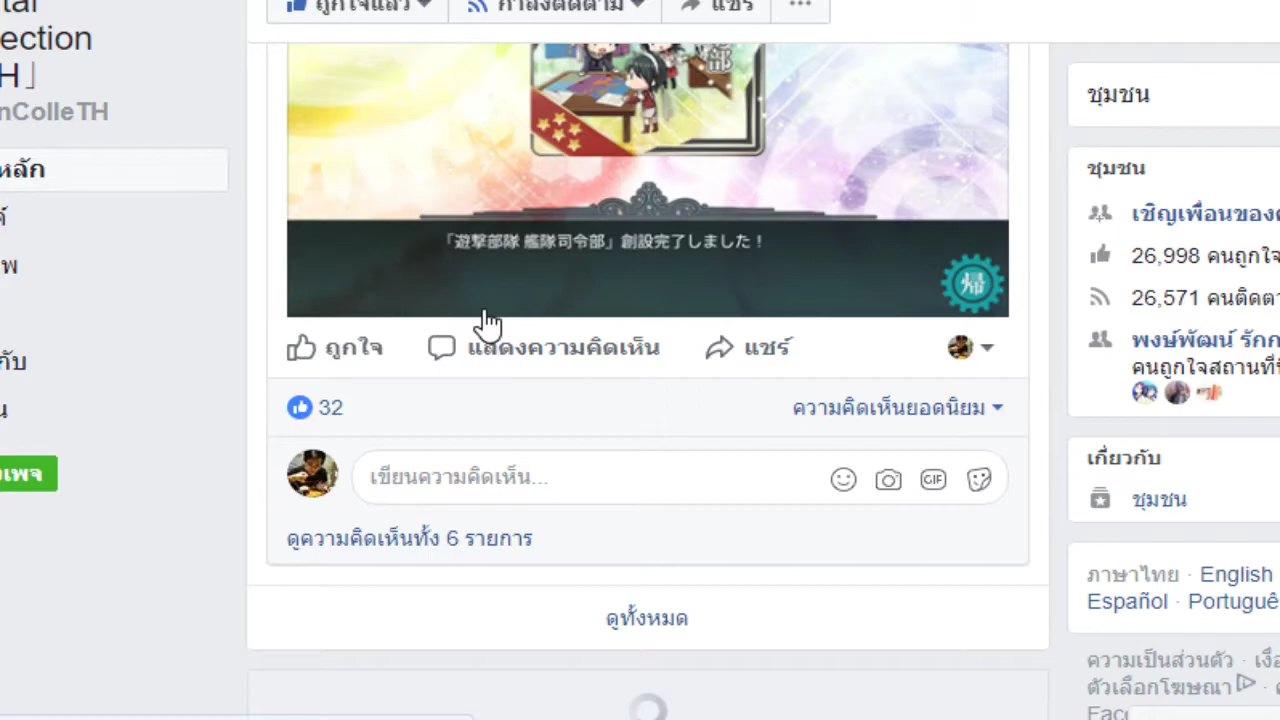 ection
H」
nColleTH
หลัก
ค์
พ
กับ
น
เพจ
ถูกใจแล้ว
กำลังติดตาม
แชร์
部
「遊撃部隊 艦隊司令部」創設完了しました！
帰
ถูกใจ
แสดงความคิดเห็น
แชร์
32
ความคิดเห็นยอดนิยม
เขียนความคิดเห็น...
GIF
ดูความคิดเห็นทั้ง 6 รายการ
ดูทั้งหมด
ชุมชน
ชุมชน
เชิญเพื่อนของค
26,998 คนถูกใจ
26,571 คนติดตา
พงษ์พัฒน์ รักก
คนถูกใจสถานที่นี
เกี่ยวกับ
ชุมชน
ภาษาไทย · English
Español · Portuguê
ความเป็นส่วนตัว · เงื่อ
ตัวเลือกโฆษณา
Fac